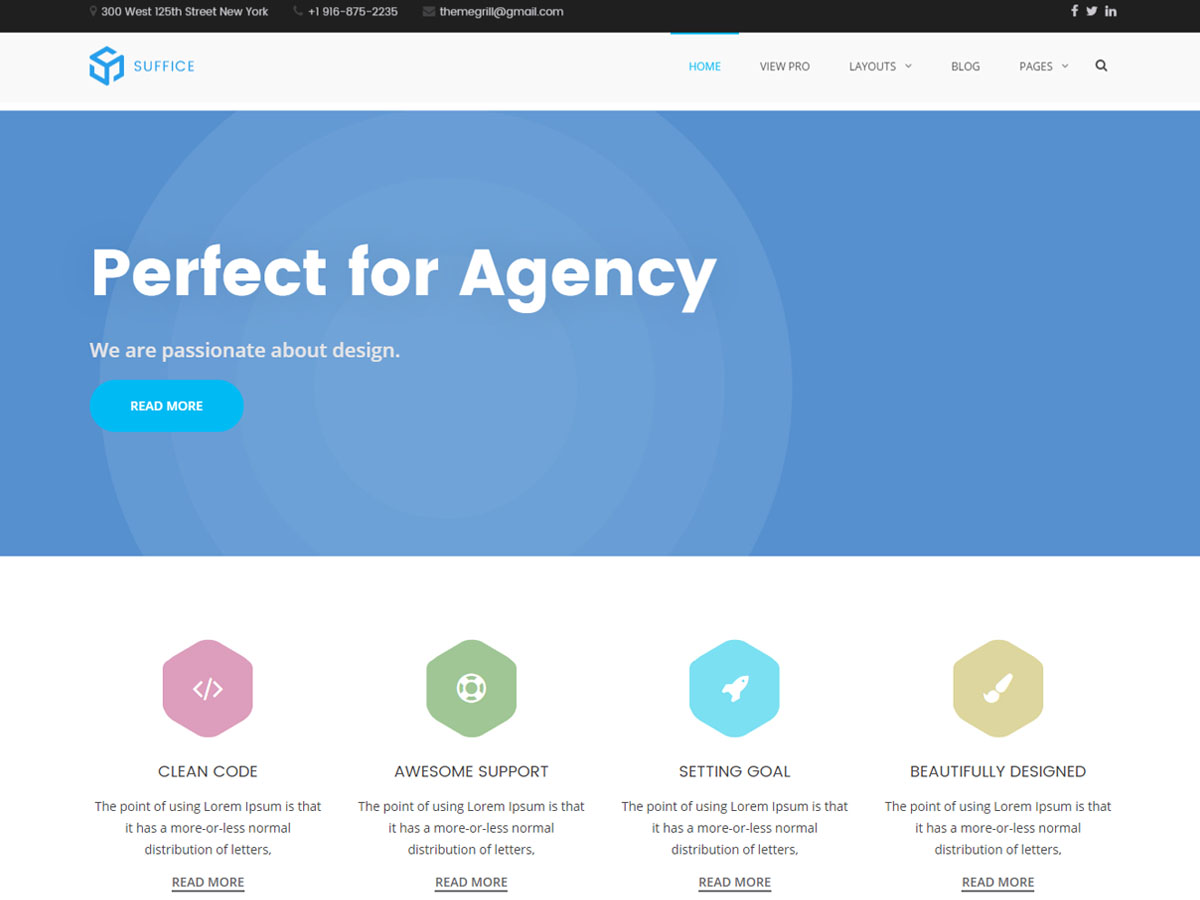 300 West 125th Street New York +1 916-875-2235 themegrill@gmail.com
SUFFICE HOME VIEW PRO LAYOUTS BLOG PAGES
Perfect for Agency
We are passionate about design.
READ MORE
CLEAN CODE
The point of using Lorem Ipsum is that
it has a more-or-less normal
distribution of letters,
READ MORE
AWESOME SUPPORT
The point of using Lorem Ipsum is that
it has a more-or-less normal
distribution of letters,
READ MORE
SETTING GOAL
The point of using Lorem Ipsum is that
it has a more-or-less normal
distribution of letters,
READ MORE
BEAUTIFULLY DESIGNED
The point of using Lorem Ipsum is that
it has a more-or-less normal
distribution of letters,
READ MORE